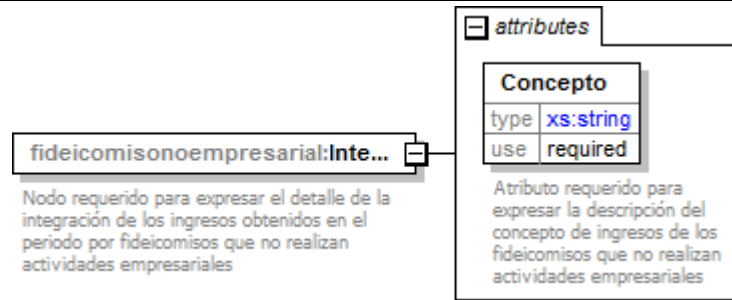 attributes
Concepto
type xs:string
use required
fideicomisonoempresarial:Inte...
Nodo requerido para expresar el detalle de la
integración de los ingresos obtenidos en el
periodo por fideicomisos que no realizan
actividades empresariales
Atributo requerido para
expresar la descripción del
concepto de ingresos de los
fideicomisos que no realizan
actividades empresariales